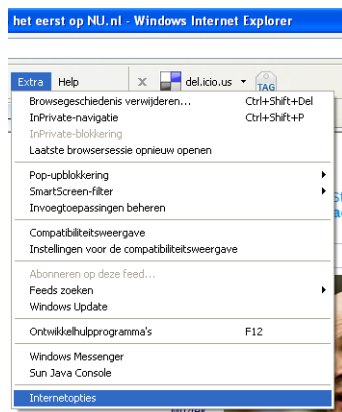 het eerst op NU.nl - Windows Internet Explorer
Extra Help X del.icio.us TAG
Browsegeschiedenis verwijderen... Ctrl+Shift+Del
InPrivate-navigatie Ctrl+Shift+P
InPrivate-blokkering
Laatste browsersessie opnieuw openen
Pop-upblokkering
SmartScreen-filter
Invoegtoepassingen beheren
Compatibiliteitsweergave
Instellingen voor de compatibiliteitsweergave
Abonneren op deze feed...
Feeds zoeken
Windows Update
Ontwikkelhulpprogramma's F12
Windows Messenger
Sun Java Console
Internetopties